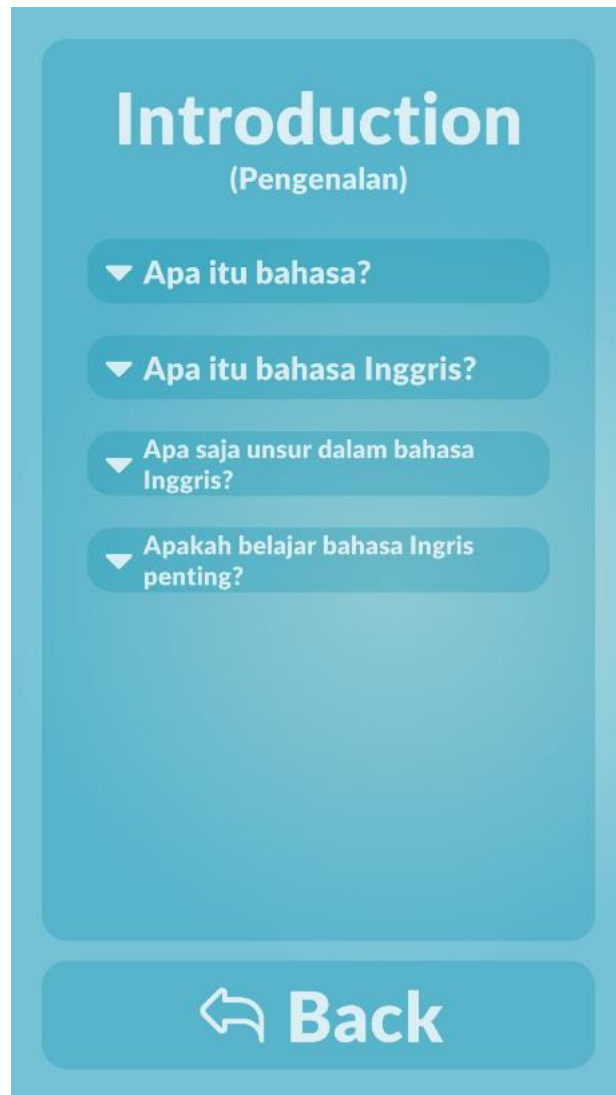 Introduction
(Pengenalan)
Apa itu bahasa?
Apa itu bahasa Inggris?
Apa saja unsur dalam bahasa
Inggris?
Apakah belajar bahasa Ingris
penting?
Back